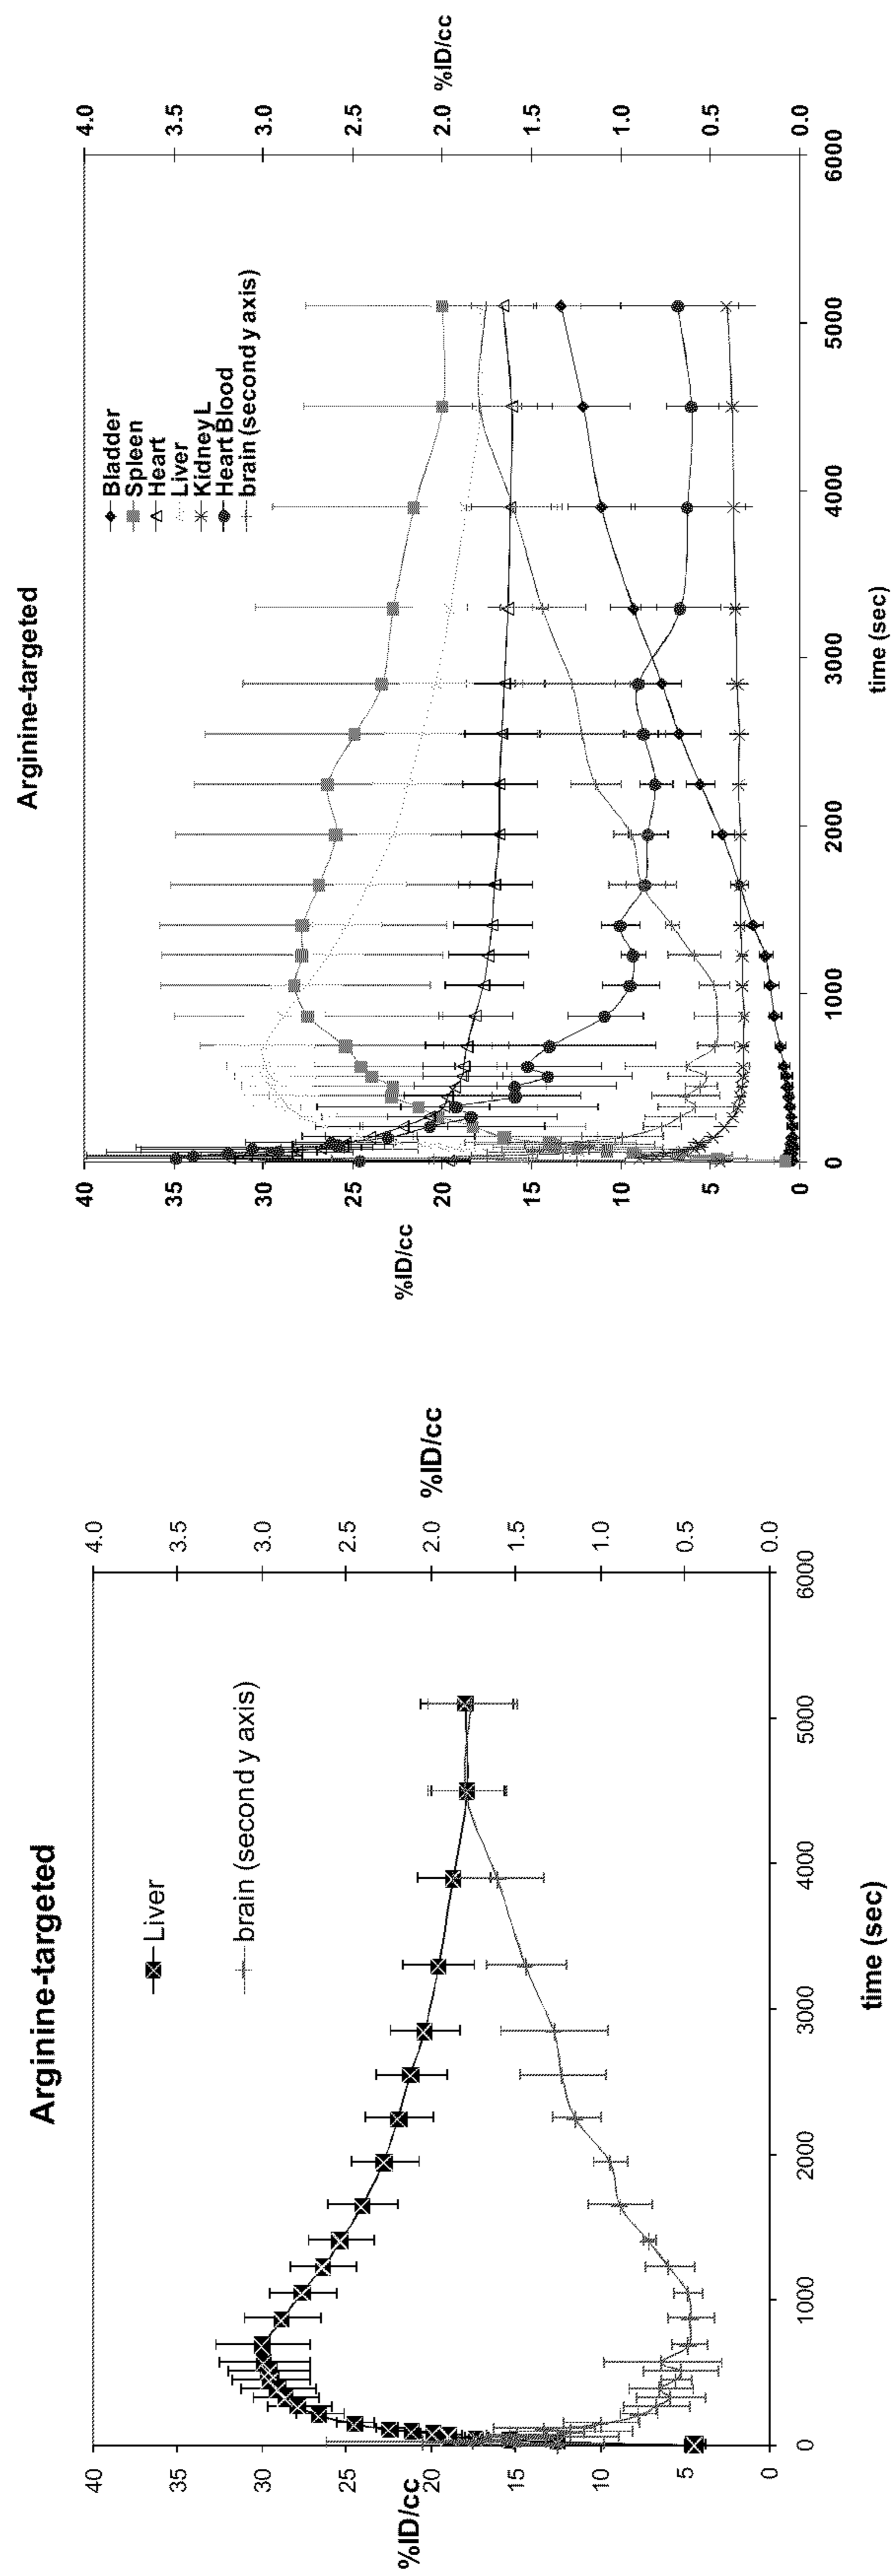 Arginine-targeted
%ID/cc
40
35
30
25
20
15
10
5
0
4.0
3.5
3.0
2.5
2.0
1.5
1.0
0.5
0.0
%ID/cc
0
1000
2000
3000
4000
5000
6000
time (sec)
Liver
brain (second y axis)
Arginine-targeted
%ID/cc
40
35
30
25
20
15
10
5
0
4.0
3.5
3.0
2.5
2.0
1.5
1.0
0.5
0.0
%ID/cc
0
1000
2000
3000
4000
5000
6000
time (sec)
Bladder
Spleen
Heart
Liver
Kidney L
Heart Blood
brain (second y axis)